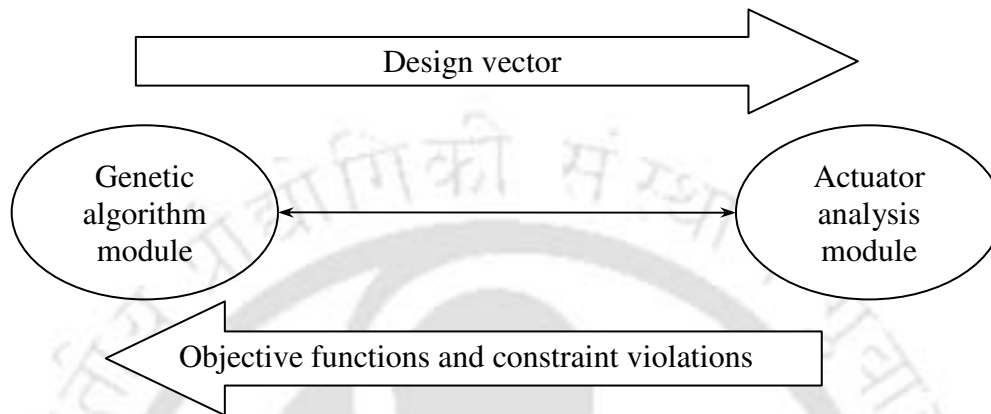 Design vector
Genetic
algorithm
module
Actuator
analysis
module
Objective functions and constraint violations